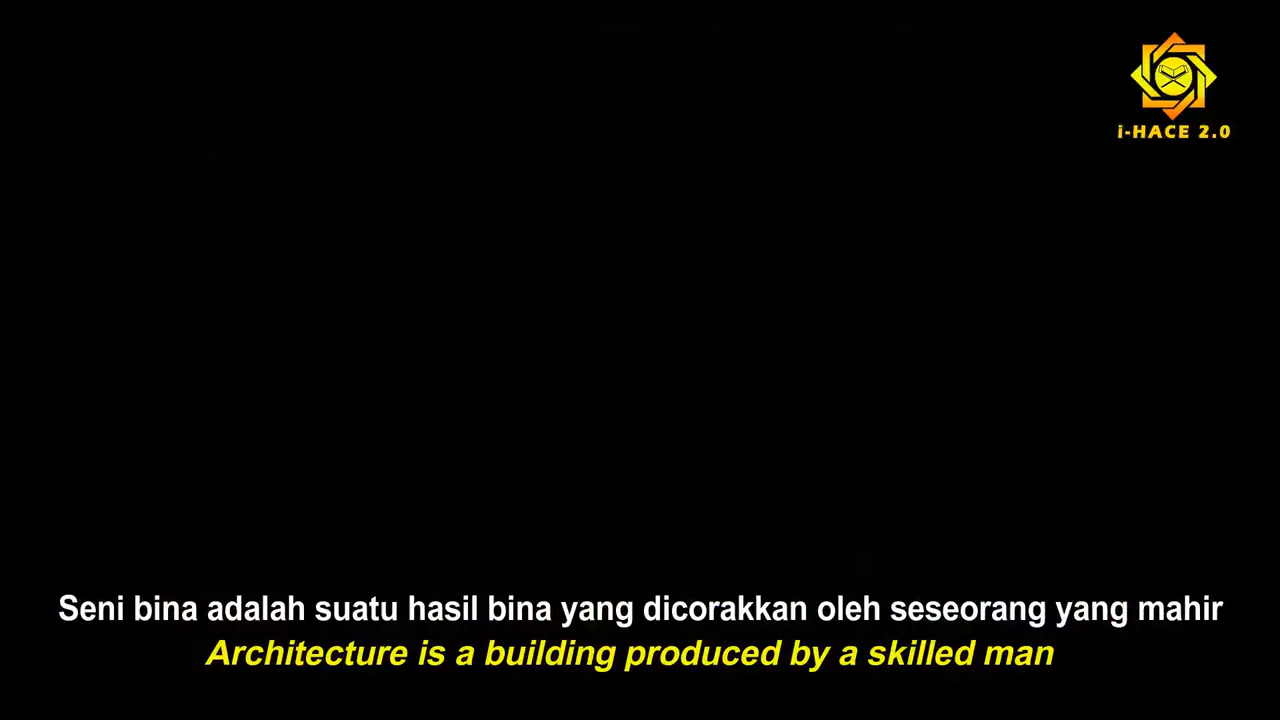 i-HACE 2.0
Seni bina adalah suatu hasil bina yang dicorakkan oleh seseorang yang mahir
Architecture is a building produced by a skilled man